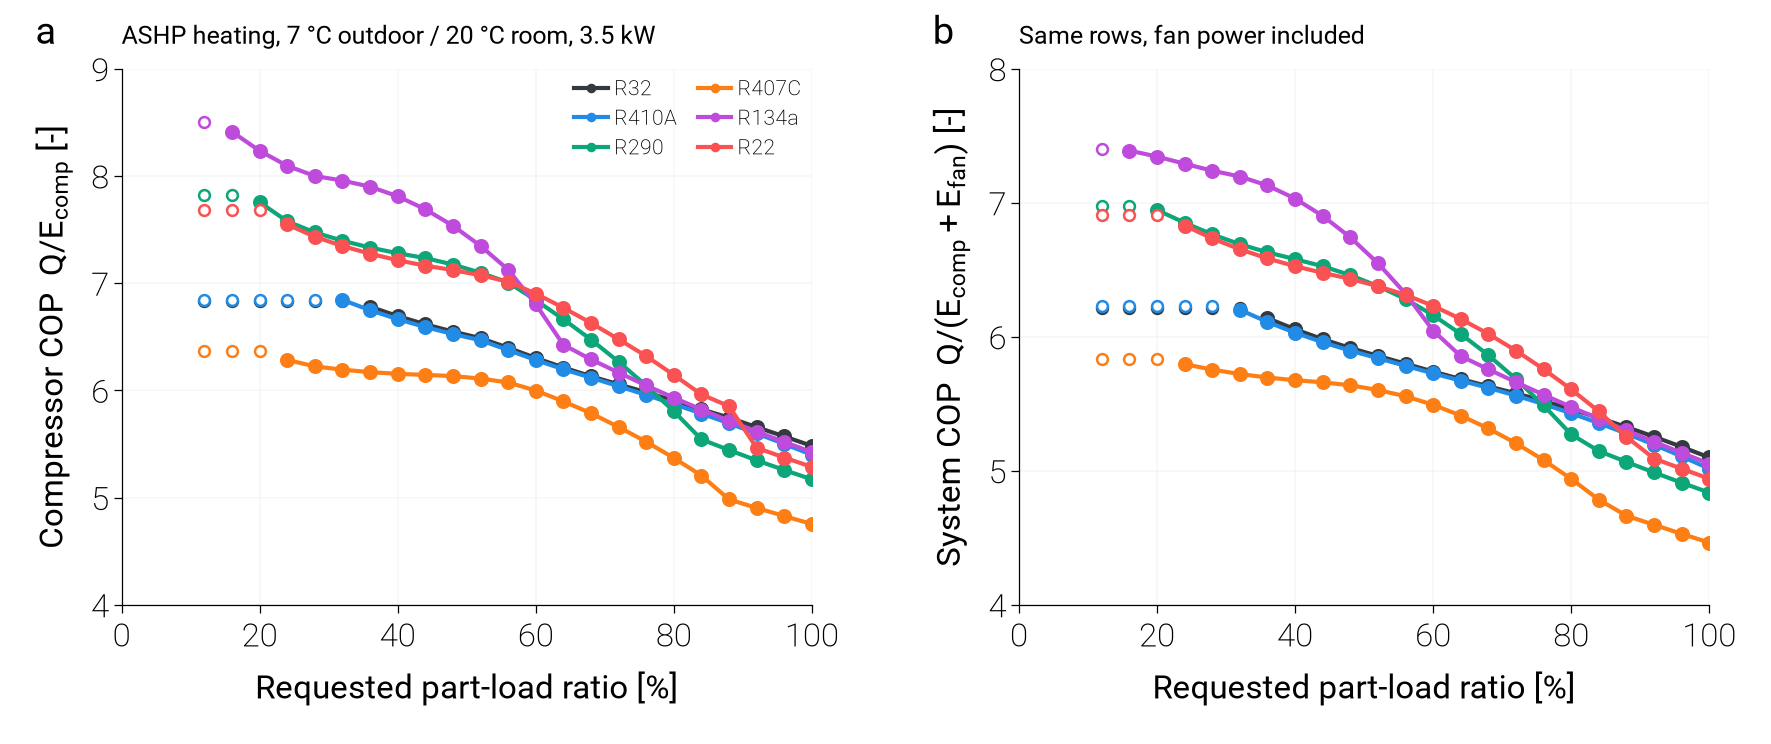 a
ASHP heating, 7 °C outdoor / 20 °C room, 3.5 kW
9
8
7
6
5
4
Compressor COP Q/E_comp [-]
R32
R410A
R290
R407C
R134a
R22
0 20 40 60 80 100
Requested part-load ratio [%]
b
Same rows, fan power included
8
7
6
5
4
System COP Q/(E_comp + E_fan) [-]
0 20 40 60 80 100
Requested part-load ratio [%]